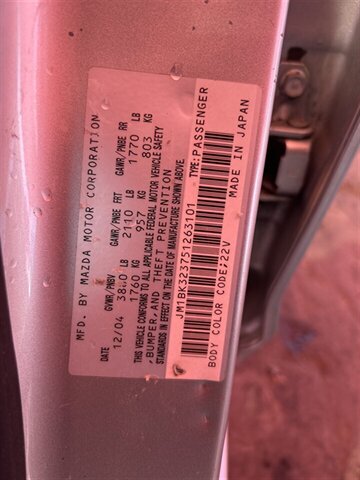 MFD. BY MAZDA MOTOR CORPORATION
DATE GVWR/PNBV GAWR/PNBE FRT GAWR/PNBE RR
12/04 LB 2110 LB 1770 LB
1760 KG 957 KG 803 KG
THIS VEHICLE CONFORMS TO ALL APPLICABLE FEDERAL MOTOR VEHICLE SAFETY
, BUMPER, AND THEFT PREVENTION
STANDARDS IN EFFECT ON THE DATE OF MANUFACTURE SHOWN ABOVE.
JM1BK323751263101 TYPE:PASSENGER
BODY COLOR CODE:22V MADE IN JAPAN